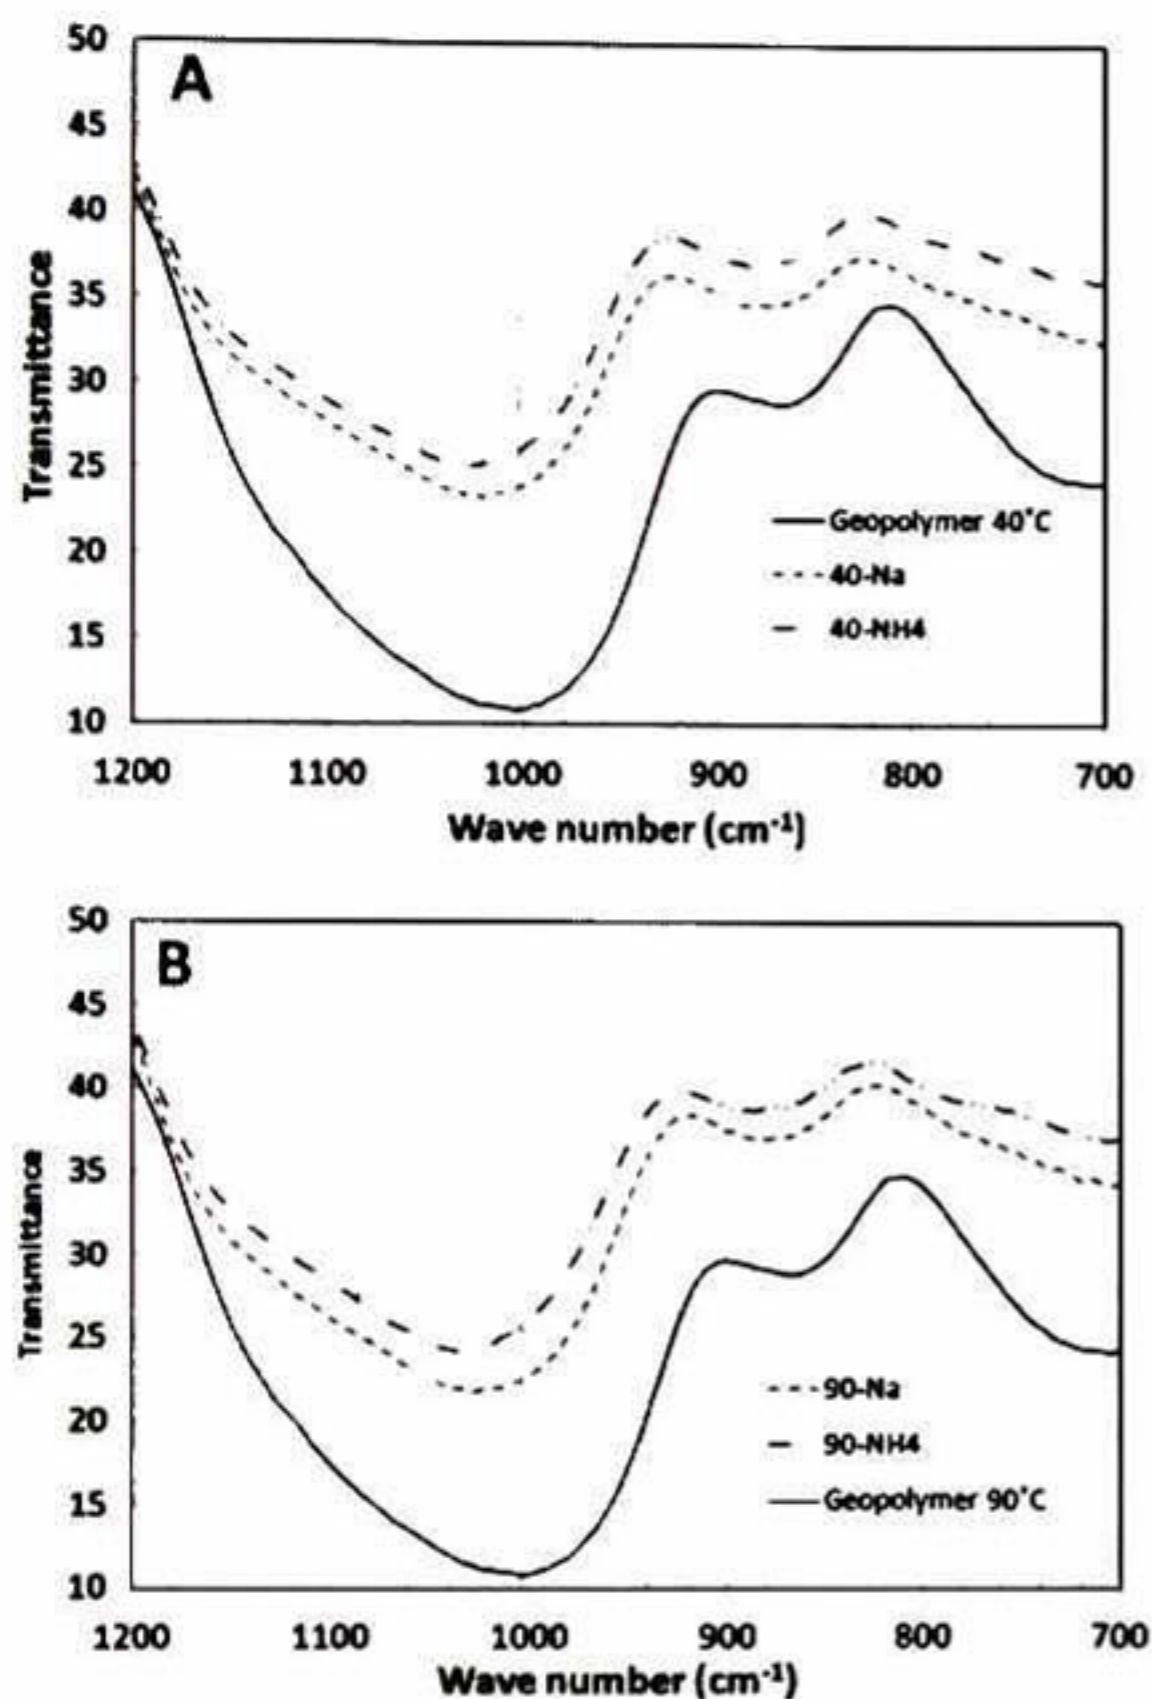 A
50
45
40
35
30
25
20
15
10
Transmittance
Geopolymer 40°C
40-Na
40-NH4
1200 1100 1000 900 800 700
Wave number (cm-1)
B
50
45
40
35
30
25
20
15
10
Transmittance
90-Na
90-NH4
Geopolymer 90°C
1200 1100 1000 900 800 700
Wave number (cm-1)